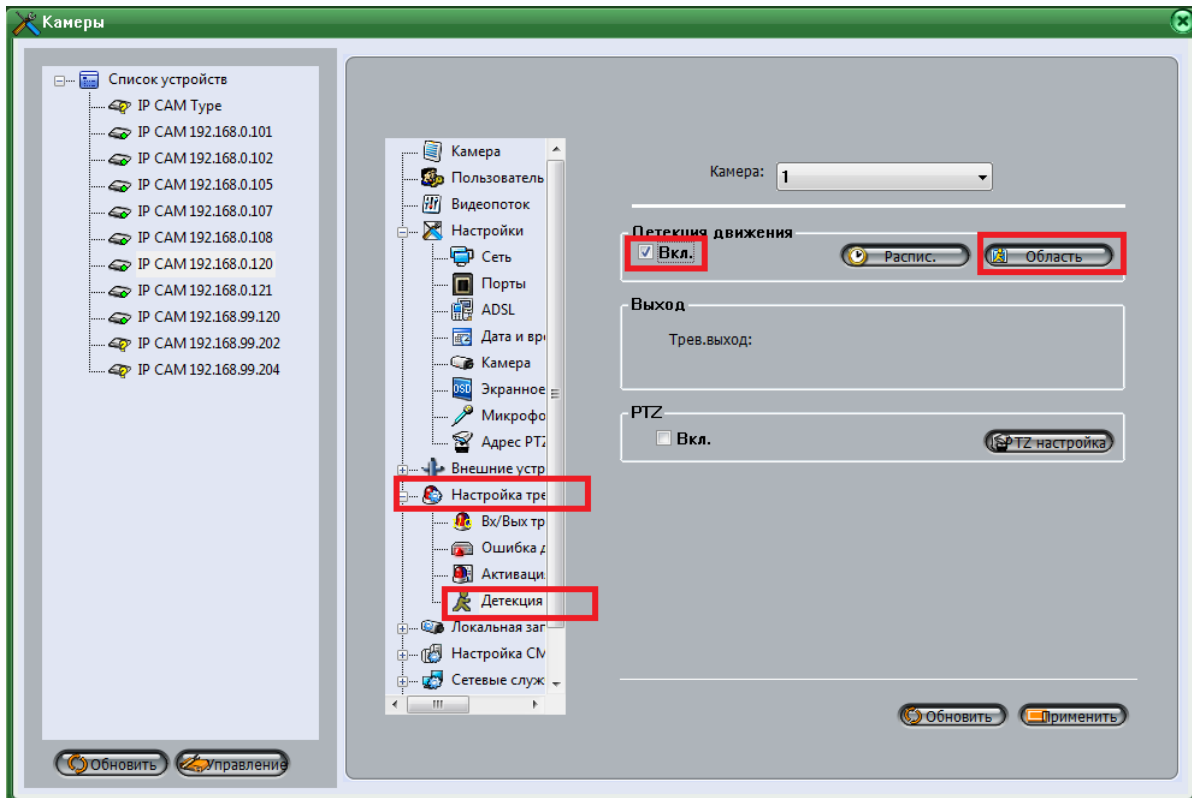 Камеры
Список устройств
IP CAM Type
IP CAM 192.168.0.101
IP CAM 192.168.0.102
IP CAM 192.168.0.105
IP CAM 192.168.0.107
IP CAM 192.168.0.108
IP CAM 192.168.0.120
IP CAM 192.168.0.121
IP CAM 192.168.99.120
IP CAM 192.168.99.202
IP CAM 192.168.99.204
Обновить
Управление
Камера
Пользователь
Видеопоток
Настройки
Сеть
Порты
ADSL
Дата и вре
Камера
OSD
Экранное
Микрофо
Адрес PTZ
Внешние устр
Настройка тре
Вх/Вых тр
Ошибка д
Активаци
Детекция
Локальная зап
Настройка СМ
Сетевые служ
Камера:
1
Детекция движения
Вкл.
Распис.
Область
Выход
Трев.выход:
PTZ
Вкл.
PTZ настройка
Обновить
Применить